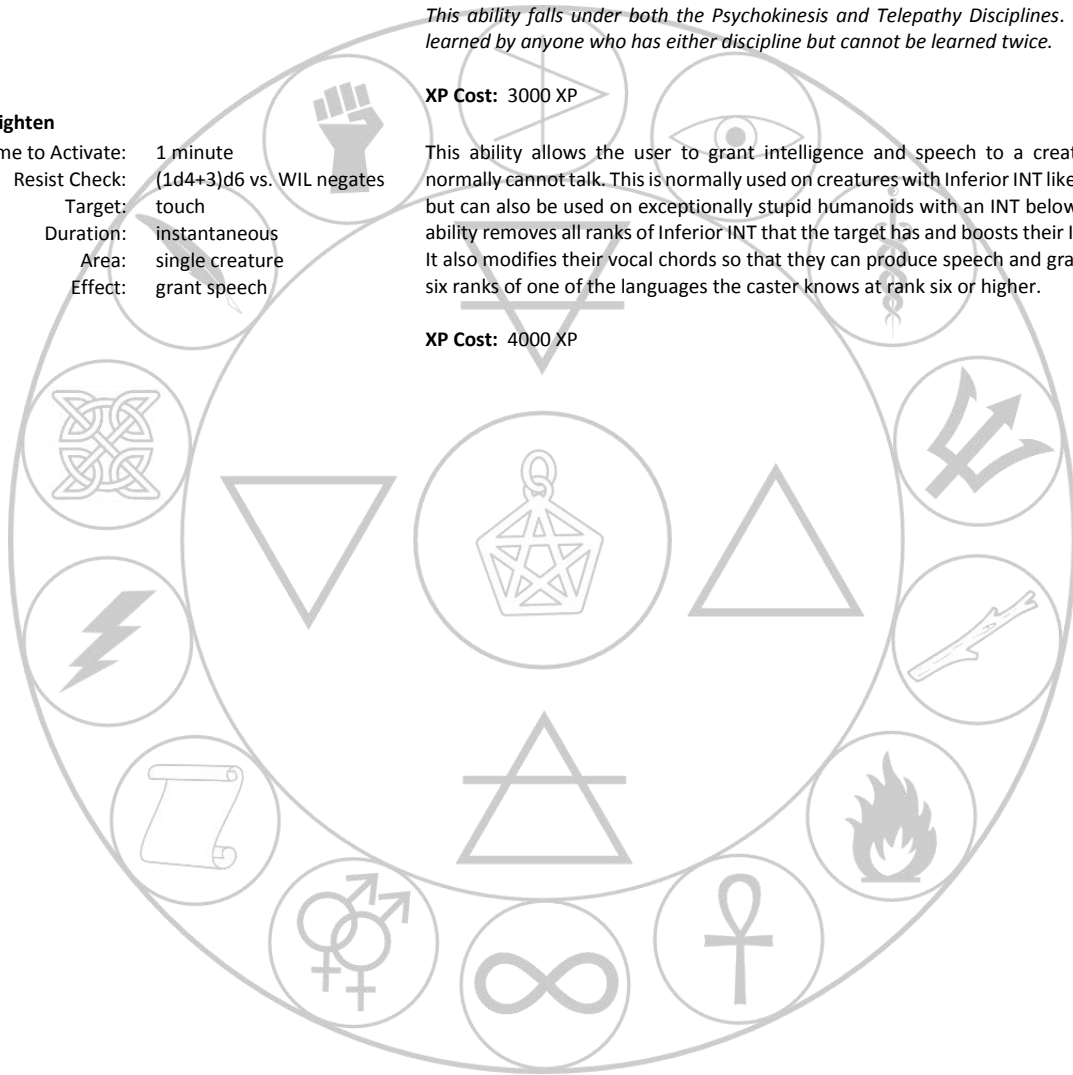 This ability falls under both the Psychokinesis and Telepathy Disciplines.
learned by anyone who has either discipline but cannot be learned twice.
XP Cost: 3000 XP
ighten
me to Activate: 1 minute
Resist Check: (1d4+3)d6 vs. WIL negates
Target: touch
Duration: instantaneous
Area: single creature
Effect: grant speech
This ability allows the user to grant intelligence and speech to a creat
normally cannot talk. This is normally used on creatures with Inferior INT like
but can also be used on exceptionally stupid humanoids with an INT below
ability removes all ranks of Inferior INT that the target has and boosts their I
It also modifies their vocal chords so that they can produce speech and gra
six ranks of one of the languages the caster knows at rank six or higher.
XP Cost: 4000 XP